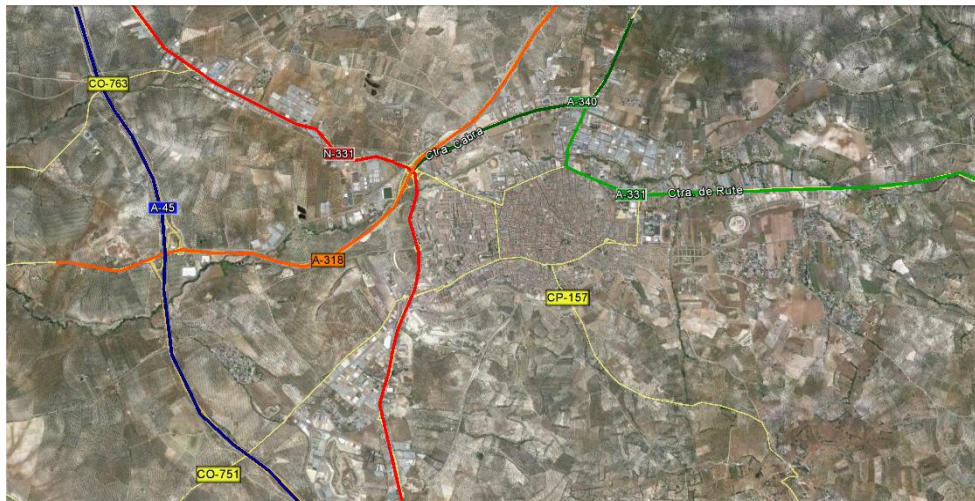 CO-763
A-340
Ctra. Cabra
N-331
A-331
Ctra. de Rute
A-45
A-318
CP-157
CO-751